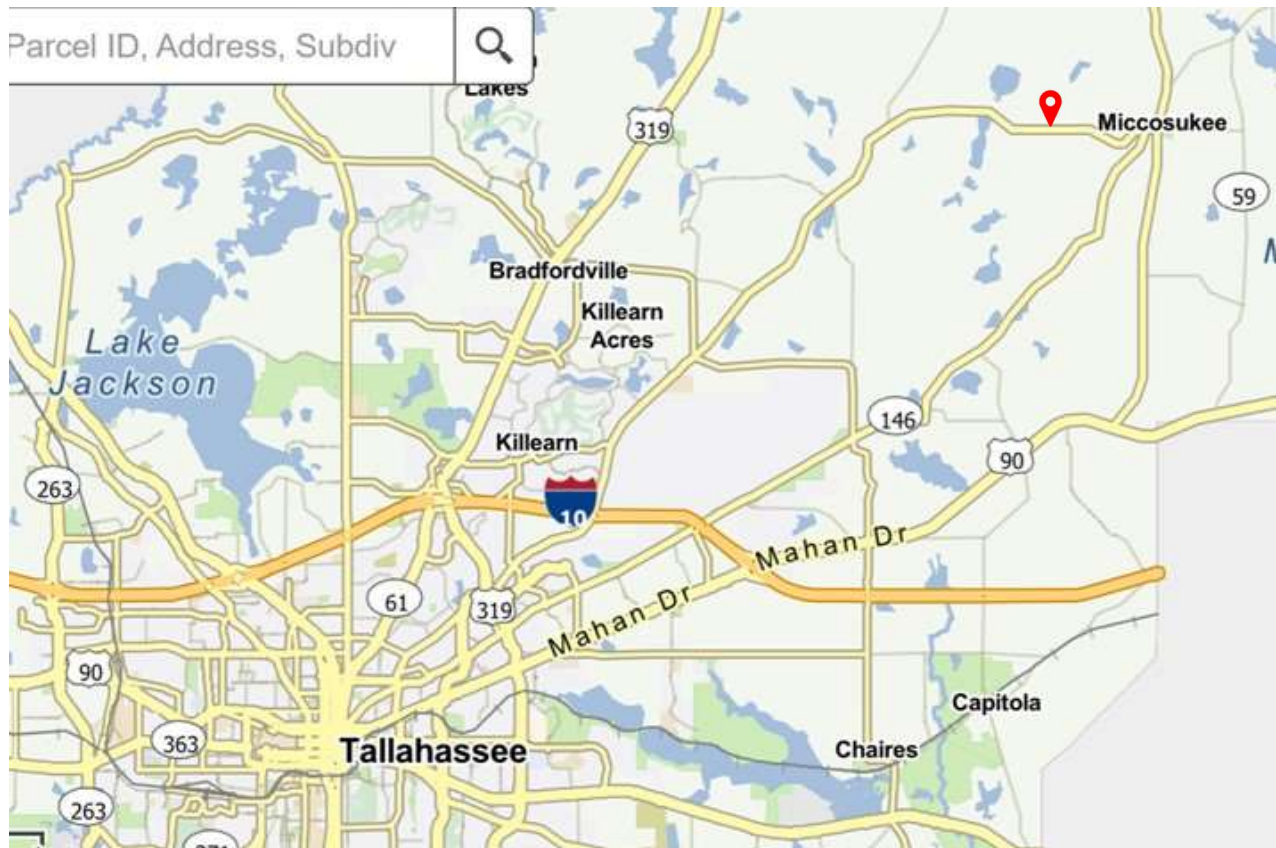 Parcel ID, Address, Subdiv
Lakes
319
Miccosukee
59
Bradfordville
Killearn
Acres
Lake
Jackson
146
Killearn
90
263
10
Mahan Dr
61
319
Mahan Dr
90
Capitola
363
Tallahassee
Chaires
263